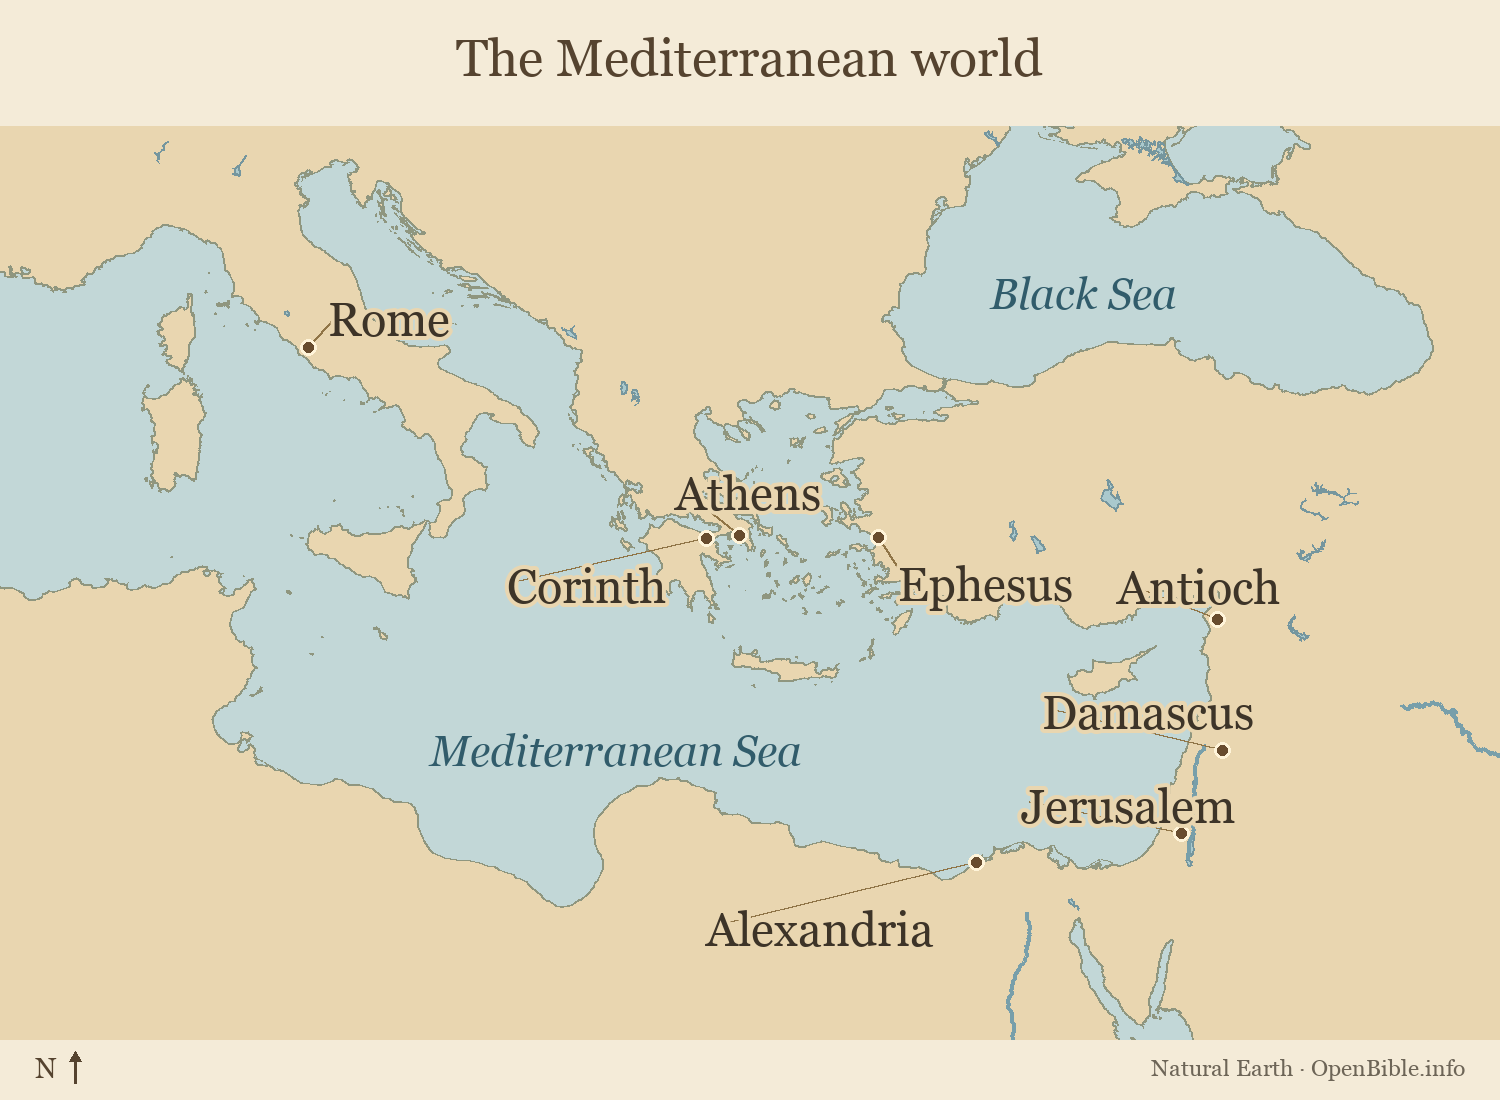 The Mediterranean world
Black Sea
Rome
Athens
Corinth
Ephesus
Antioch
Damascus
Mediterranean Sea
Jerusalem
Alexandria
N
Natural Earth · OpenBible.info